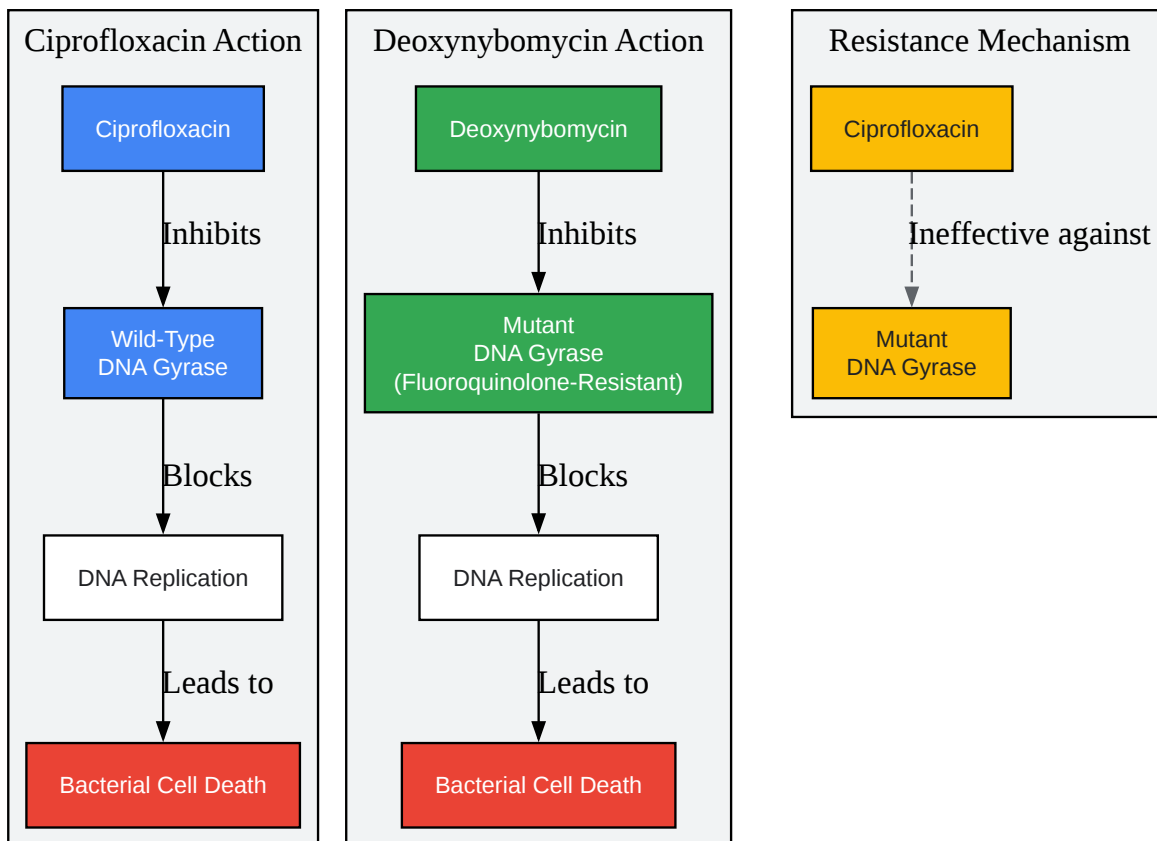 Ciprofloxacin Action
Ciprofloxacin
Inhibits
Wild-Type
DNA Gyrase
Blocks
DNA Replication
Leads to
Bacterial Cell Death
Deoxynybomycin Action
Deoxynybomycin
Inhibits
Mutant
DNA Gyrase
(Fluoroquinolone-Resistant)
Blocks
DNA Replication
Leads to
Bacterial Cell Death
Resistance Mechanism
Ciprofloxacin
Ineffective against
Mutant
DNA Gyrase